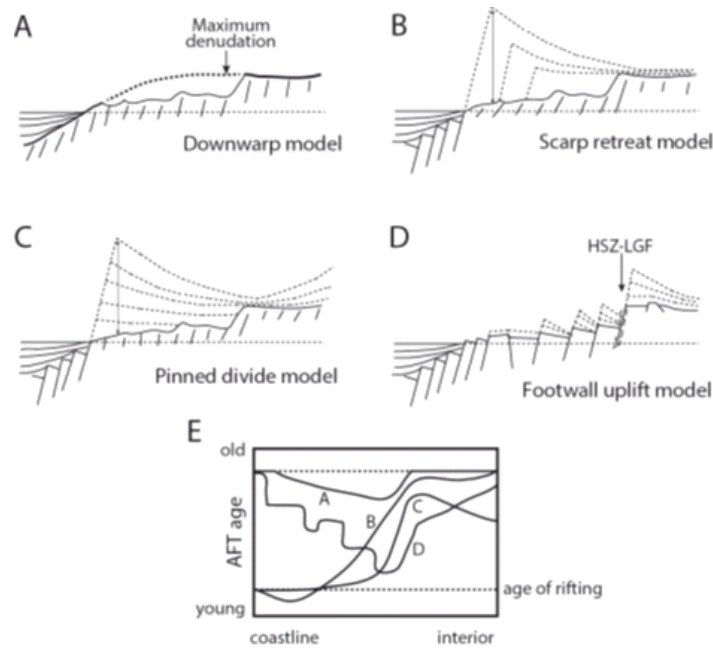 A
Maximum
denudation
Downwarp model
B
Scarp retreat model
C
Pinned divide model
D
HSZ-LGF
Footwall uplift model
E
old
AFT age
young
A
B
C
D
age of rifting
coastline
interior